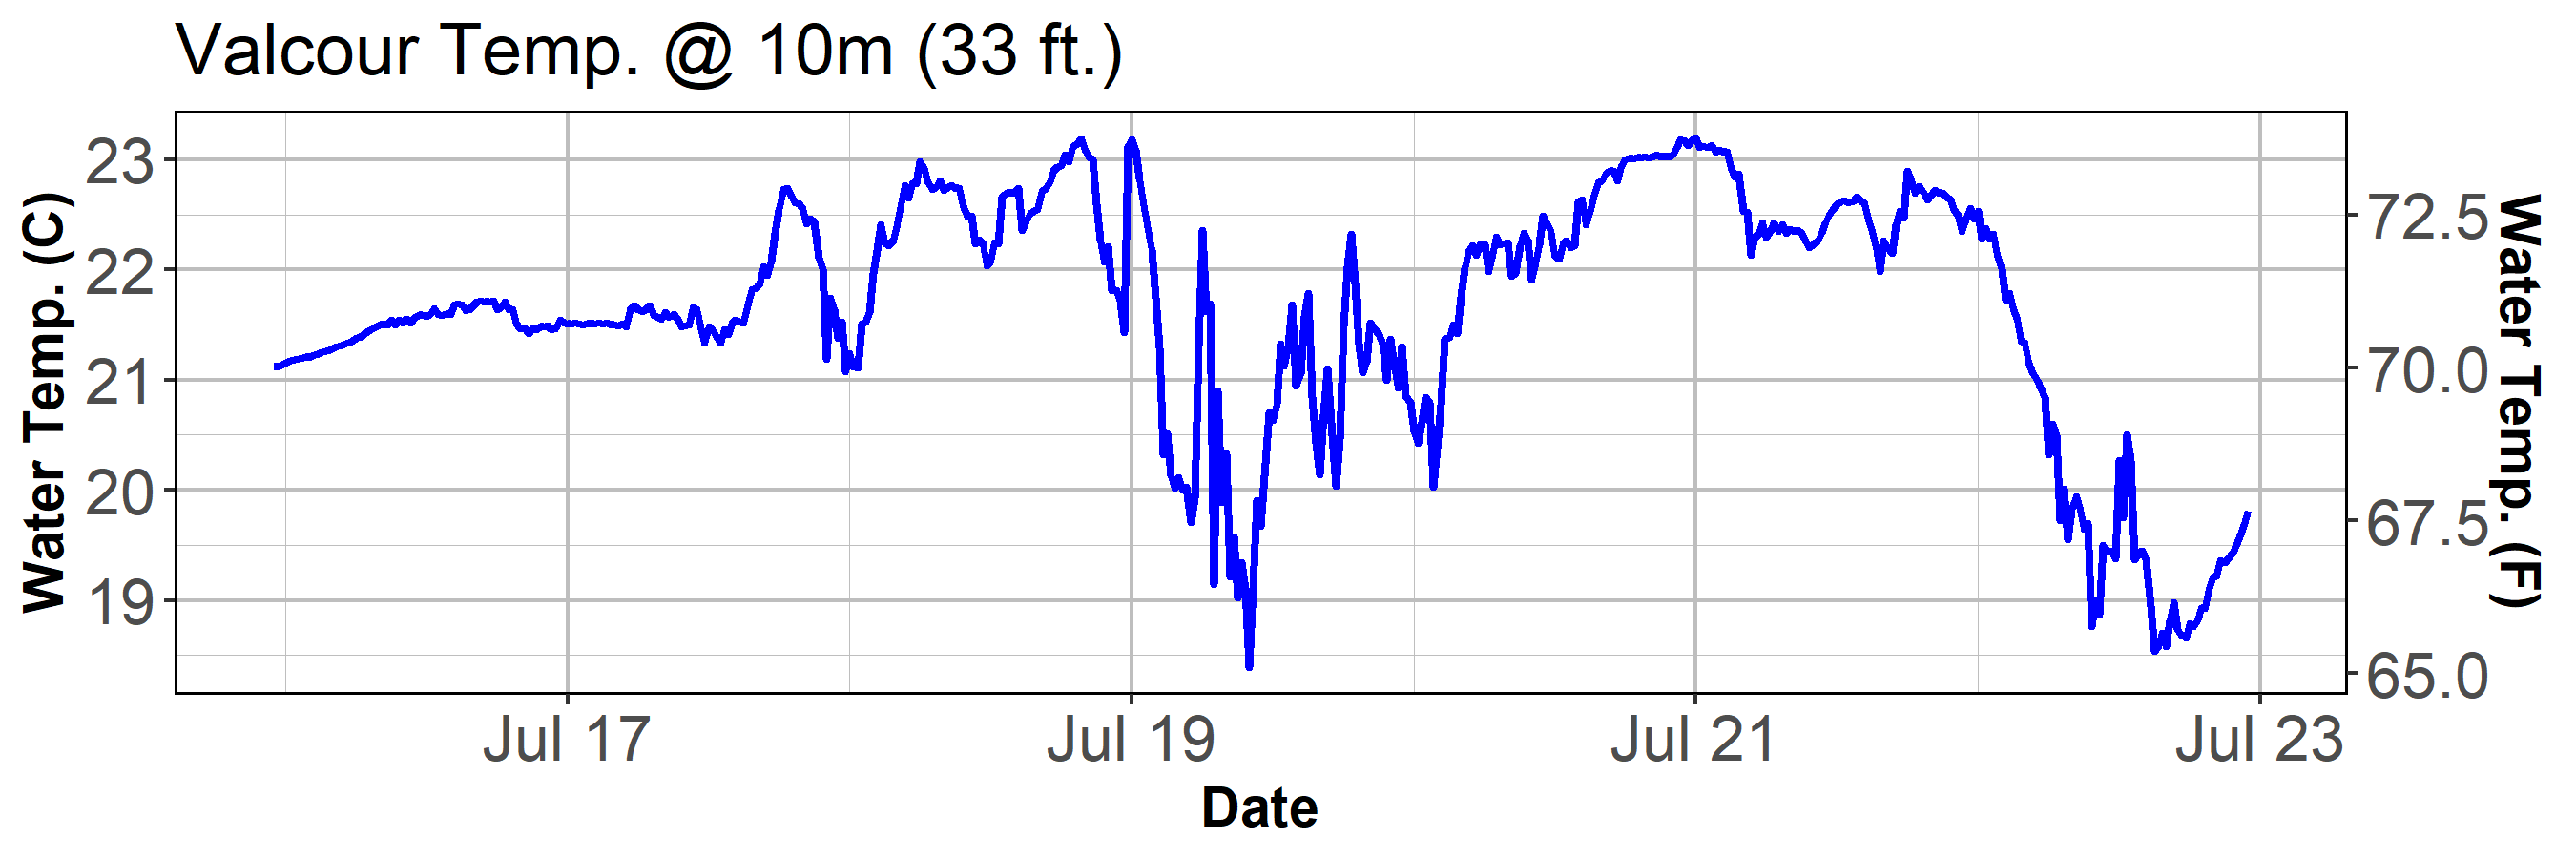 Valcour Temp. @ 10m (33 ft.)
Water Temp. (C)
23
22
21
20
19
72.5
70.0
67.5
65.0
Water Temp. (F)
Jul 17 Jul 19 Jul 21 Jul 23
Date